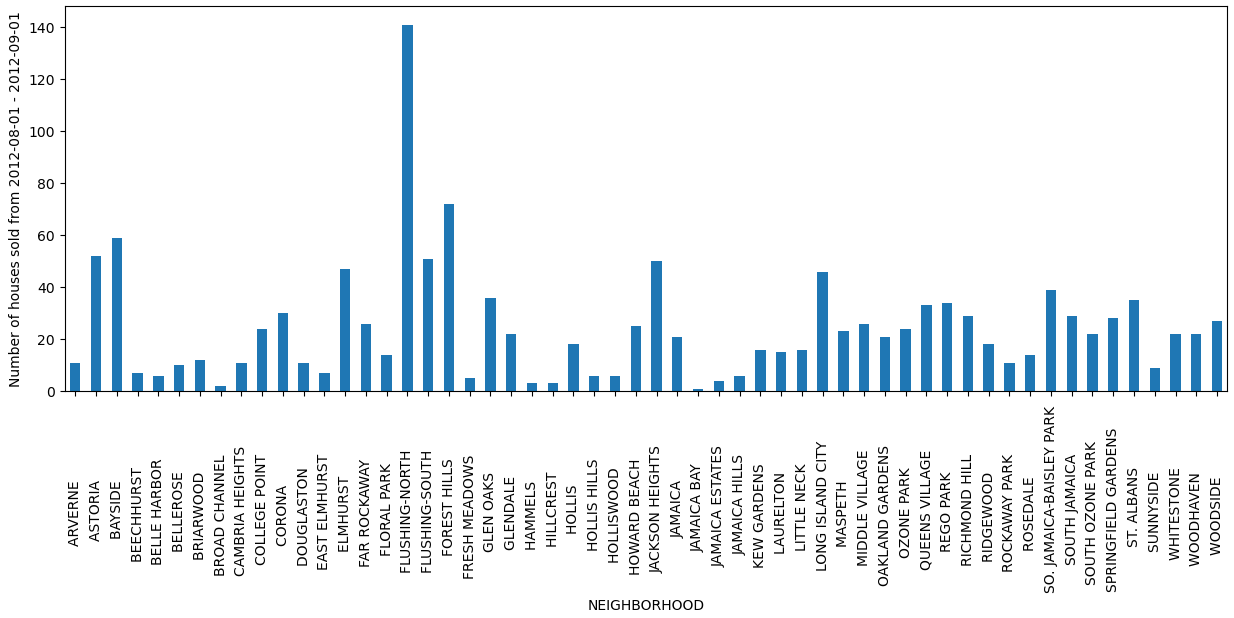 Number of houses sold from 2012-08-01 - 2012-09-01
140
120
100
80
60
40
20
0
ARVERNE
ASTORIA
BAYSIDE
BEECHHURST
BELLE HARBOR
BELLEROSE
BRIARWOOD
BROAD CHANNEL
CAMBRIA HEIGHTS
COLLEGE POINT
CORONA
DOUGLASTON
EAST ELMHURST
ELMHURST
FAR ROCKAWAY
FLORAL PARK
FLUSHING-NORTH
FLUSHING-SOUTH
FOREST HILLS
FRESH MEADOWS
GLEN OAKS
GLENDALE
HAMMELS
HILLCREST
HOLLIS
HOLLIS HILLS
HOLLISWOOD
HOWARD BEACH
JACKSON HEIGHTS
JAMAICA
JAMAICA BAY
JAMAICA ESTATES
JAMAICA HILLS
KEW GARDENS
LAURELTON
LITTLE NECK
LONG ISLAND CITY
MASPETH
MIDDLE VILLAGE
OAKLAND GARDENS
OZONE PARK
QUEENS VILLAGE
REGO PARK
RICHMOND HILL
RIDGEWOOD
ROCKAWAY PARK
ROSEDALE
SO. JAMAICA-BAISLEY PARK
SOUTH JAMAICA
SOUTH OZONE PARK
SPRINGFIELD GARDENS
ST. ALBANS
SUNNYSIDE
WHITESTONE
WOODHAVEN
WOODSIDE
NEIGHBORHOOD